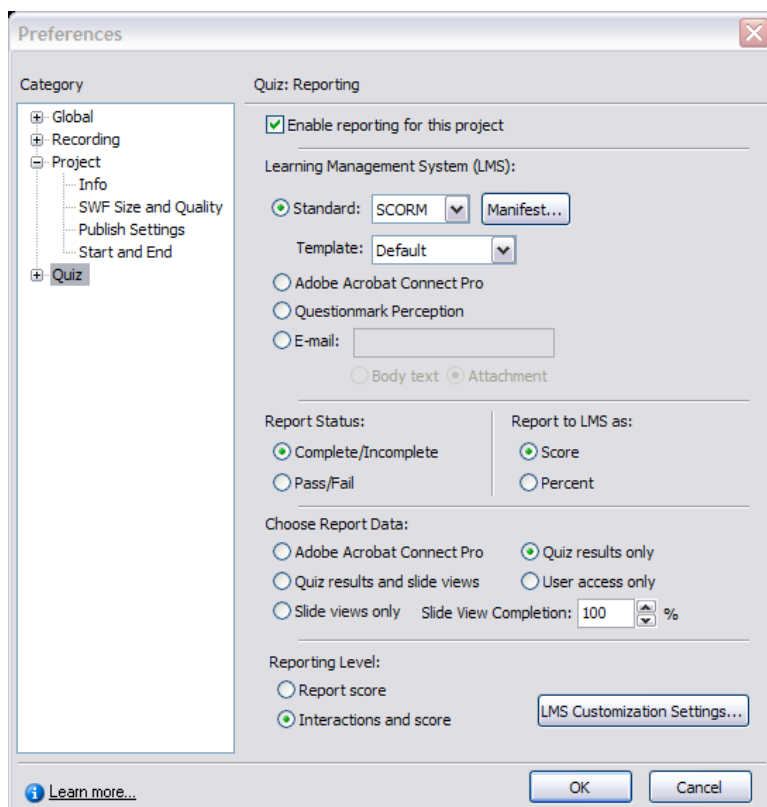 Preferences
Category
Global
Recording
Project
Info
SWF Size and Quality
Publish Settings
Start and End
Quiz
Quiz: Reporting
Enable reporting for this project
Learning Management System (LMS):
Standard: SCORM Manifest...
Template: Default
Adobe Acrobat Connect Pro
Questionmark Perception
E-mail:
Body text Attachment
Report Status:
Complete/Incomplete
Pass/Fail
Report to LMS as:
Score
Percent
Choose Report Data:
Adobe Acrobat Connect Pro Quiz results only
Quiz results and slide views User access only
Slide views only Slide View Completion: 100 %
Reporting Level:
Report score
Interactions and score
LMS Customization Settings...
Learn more...
OK Cancel